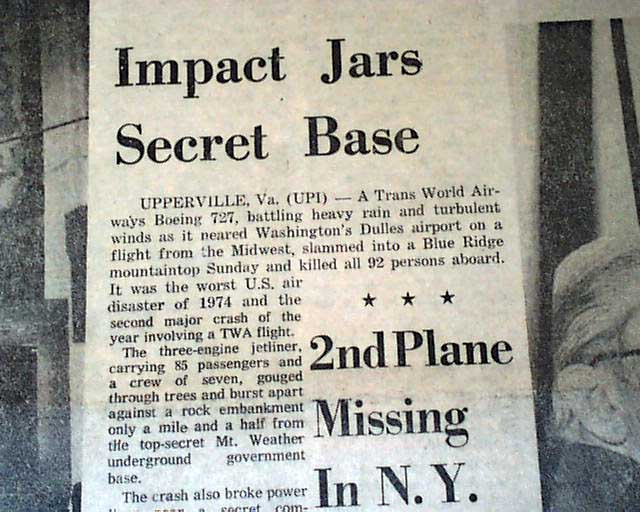 Impact Jars
Secret Base
UPPERVILLE, Va. (UPI) — A Trans World Air-
ways Boeing 727, battling heavy rain and turbulent
winds as it neared Washington's Dulles airport on a
flight from the Midwest, slammed into a Blue Ridge
mountaintop Sunday and killed all 92 persons aboard.
It was the worst U.S. air
disaster of 1974 and the
second major crash of the
year involving a TWA flight.
The three-engine jetliner,
carrying 85 passengers and
a crew of seven, gouged
through trees and burst apart
against a rock embankment
only a mile and a half from
the top-secret Mt. Weather
underground government
base.
The crash also broke power
a secret com-
★ ★ ★
2nd Plane
Missing
In N. Y.